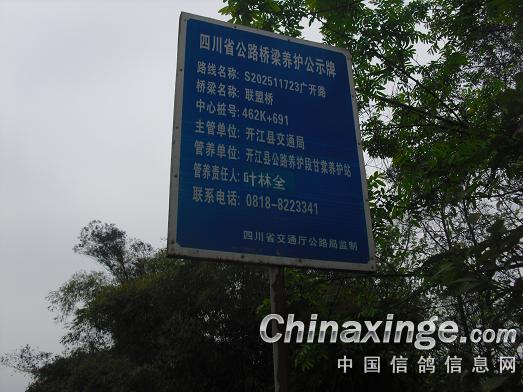 四川省公路桥梁养护公示牌
路线名称: S202511723广开路
桥梁名称: 联盟桥
中心桩号: 462K+691
主管单位: 开江县交通局
管养单位: 开江县公路养护段甘棠养护站
管养责任人: 叶林全
联系电话: 0818-8223341
四川省交通厅公路局监制
Chinaxinge.com
中国信鸽信息网